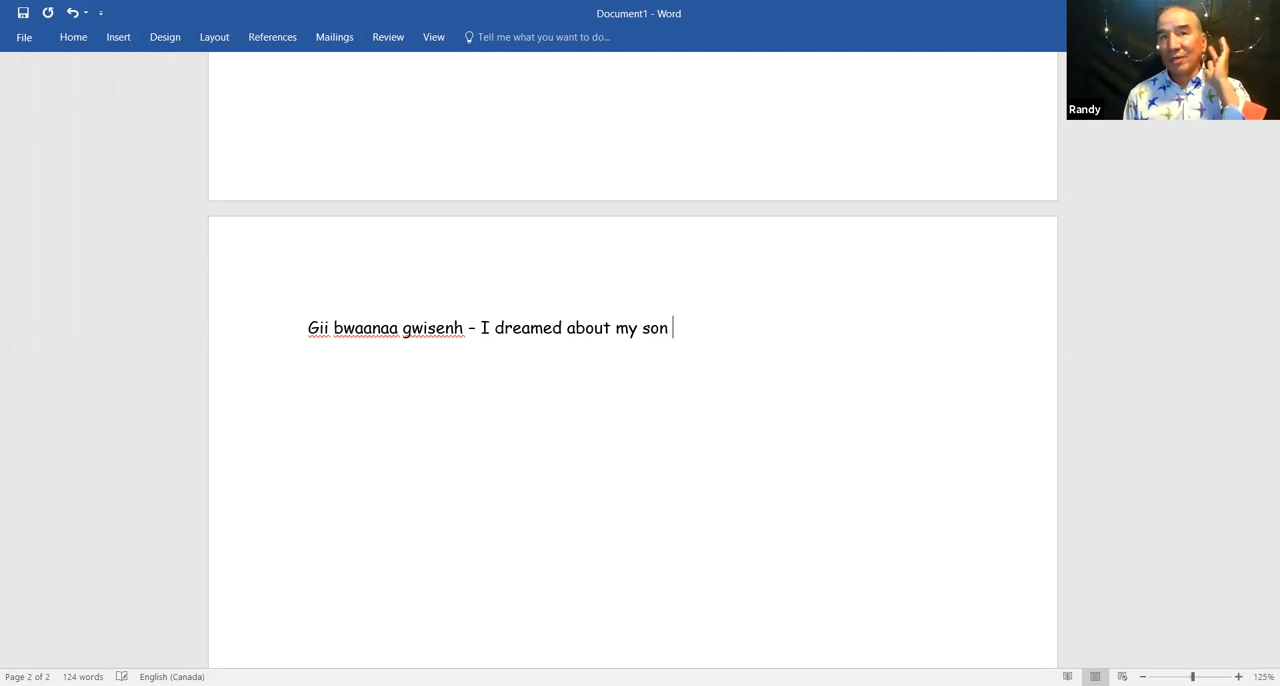 Document1 - Word
File Home Insert Design Layout References Mailings Review View Tell me what you want to do...
Randy
Gii bwaanaa gwisenh – I dreamed about my son
Page 2 of 2 124 words English (Canada) 125%